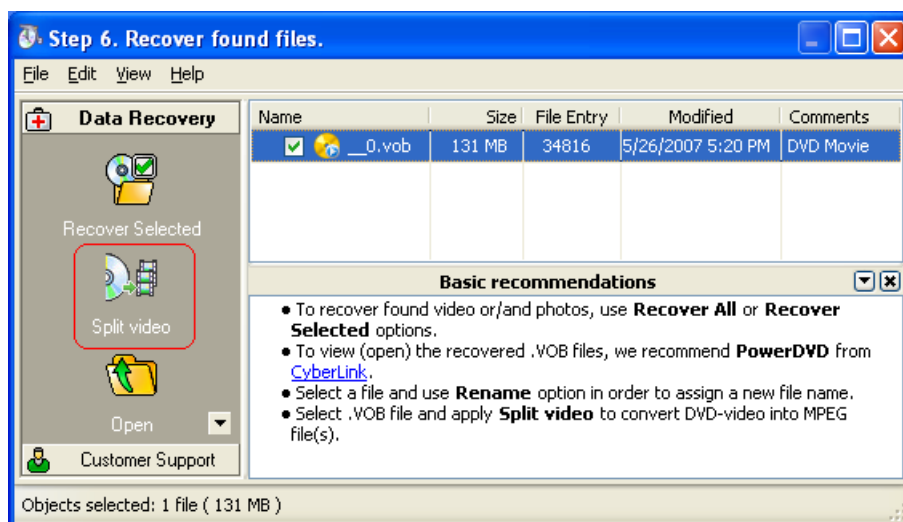 Step 6. Recover found files.
File Edit View Help
Data Recovery
Recover Selected
Split video
Open
Customer Support
Name Size File Entry Modified Comments
__0.vob 131 MB 34816 5/26/2007 5:20 PM DVD Movie
Basic recommendations
● To recover found video or/and photos, use Recover All or Recover
Selected options.
● To view (open) the recovered .VOB files, we recommend PowerDVD from
CyberLink.
● Select a file and use Rename option in order to assign a new file name.
● Select .VOB file and apply Split video to convert DVD-video into MPEG
file(s).
Objects selected: 1 file ( 131 MB )